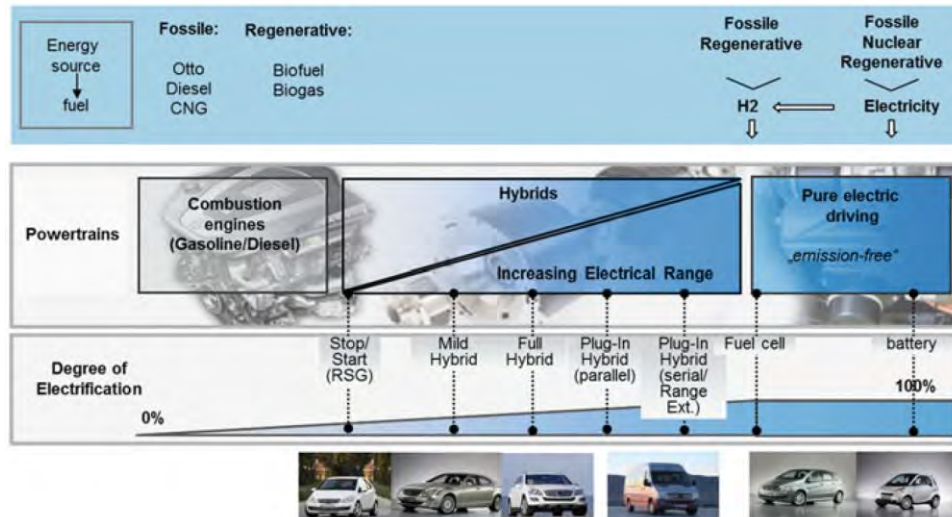 Energy
source
fuel
Fossile:
Otto
Diesel
CNG
Regenerative:
Biofuel
Biogas
Fossile
Regenerative
H2
Fossile
Nuclear
Regenerative
Electricity
Powertrains
Combustion
engines
(Gasoline/Diesel)
Hybrids
Increasing Electrical Range
Pure electric
driving
„emission-free“
Degree of
Electrification
0%
Stop/
Start
(RSG)
Mild
Hybrid
Full
Hybrid
Plug-In
Hybrid
(parallel)
Plug-In
Hybrid
(serial/
Range
Ext.)
Fuel cell
battery
100%